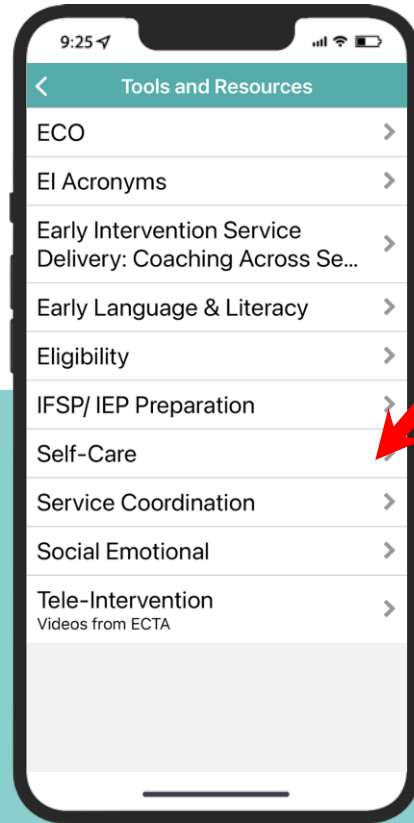 9:25
Tools and Resources
ECO
EI Acronyms
Early Intervention Service
Delivery: Coaching Across Se...
Early Language & Literacy
Eligibility
IFSP/ IEP Preparation
Self-Care
Service Coordination
Social Emotional
Tele-Intervention
Videos from ECTA